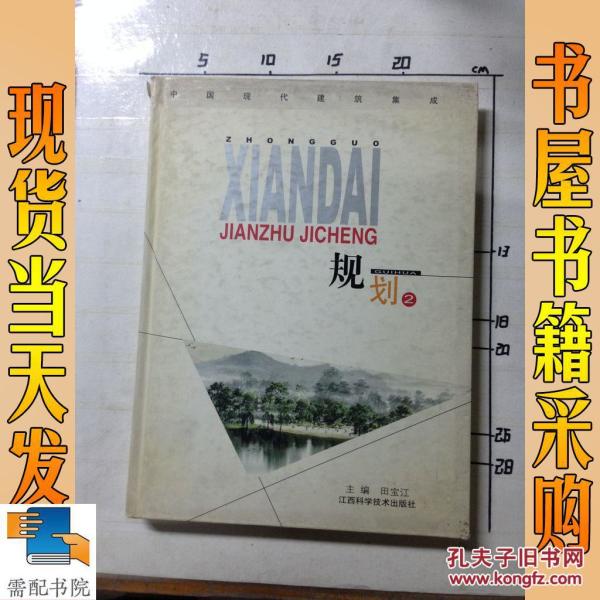 现货当天发
需配书院
5 10 15 20 CM
中国现代建筑集成
ZHONGGUO
XIANDAI
JIANZHU JICHENG
规划2
GUIHUA
主编 田宝江
江西科学技术出版社
13
18
20
25
28
书屋书籍采购
孔夫子旧书网
www.kongfz.com